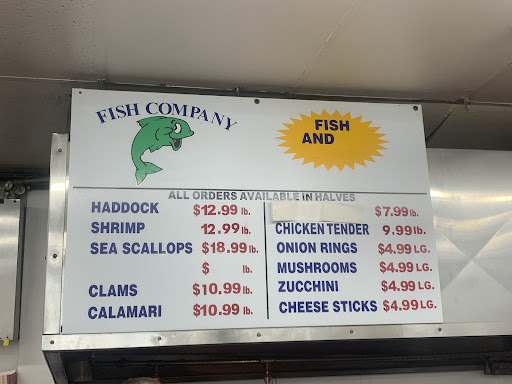 FISH COMPANY
FISH
AND
ALL ORDERS AVAILABLE IN HALVES
HADDOCK $12.99 lb.
SHRIMP 12.99 lb.
SEA SCALLOPS $18.99 lb.
$ lb.
CLAMS $10.99 lb.
CALAMARI $10.99 lb.
$7.99 lb.
CHICKEN TENDER 9.99 lb.
ONION RINGS $4.99 LG.
MUSHROOMS $4.99 LG.
ZUCCHINI $4.99 LG.
CHEESE STICKS $4.99 LG.